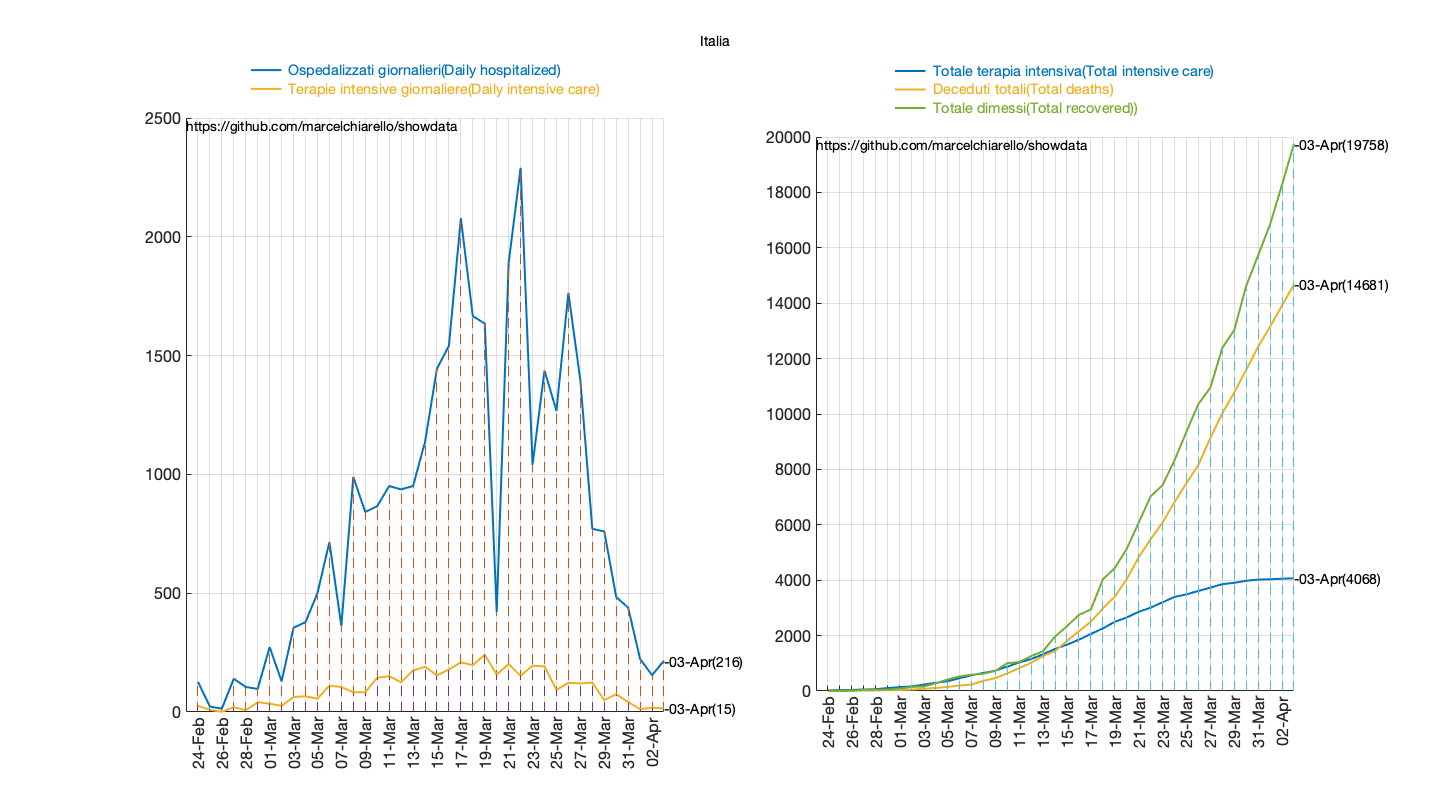 Italia
Ospedalizzati giornalieri(Daily hospitalized)
Terapie intensive giornaliere(Daily intensive care)
2500
https://github.com/marcelchiarello/showdata
2000
1500
1000
500
0
-03-Apr(216)
-03-Apr(15)
24-Feb
26-Feb
28-Feb
01-Mar
03-Mar
05-Mar
07-Mar
09-Mar
11-Mar
13-Mar
15-Mar
17-Mar
19-Mar
21-Mar
23-Mar
25-Mar
27-Mar
29-Mar
31-Mar
02-Apr
Totale terapia intensiva(Total intensive care)
Deceduti totali(Total deaths)
Totale dimessi(Total recovered))
20000
https://github.com/marcelchiarello/showdata
18000
16000
14000
12000
10000
8000
6000
4000
2000
0
-03-Apr(19758)
-03-Apr(14681)
-03-Apr(4068)
24-Feb
26-Feb
28-Feb
01-Mar
03-Mar
05-Mar
07-Mar
09-Mar
11-Mar
13-Mar
15-Mar
17-Mar
19-Mar
21-Mar
23-Mar
25-Mar
27-Mar
29-Mar
31-Mar
02-Apr